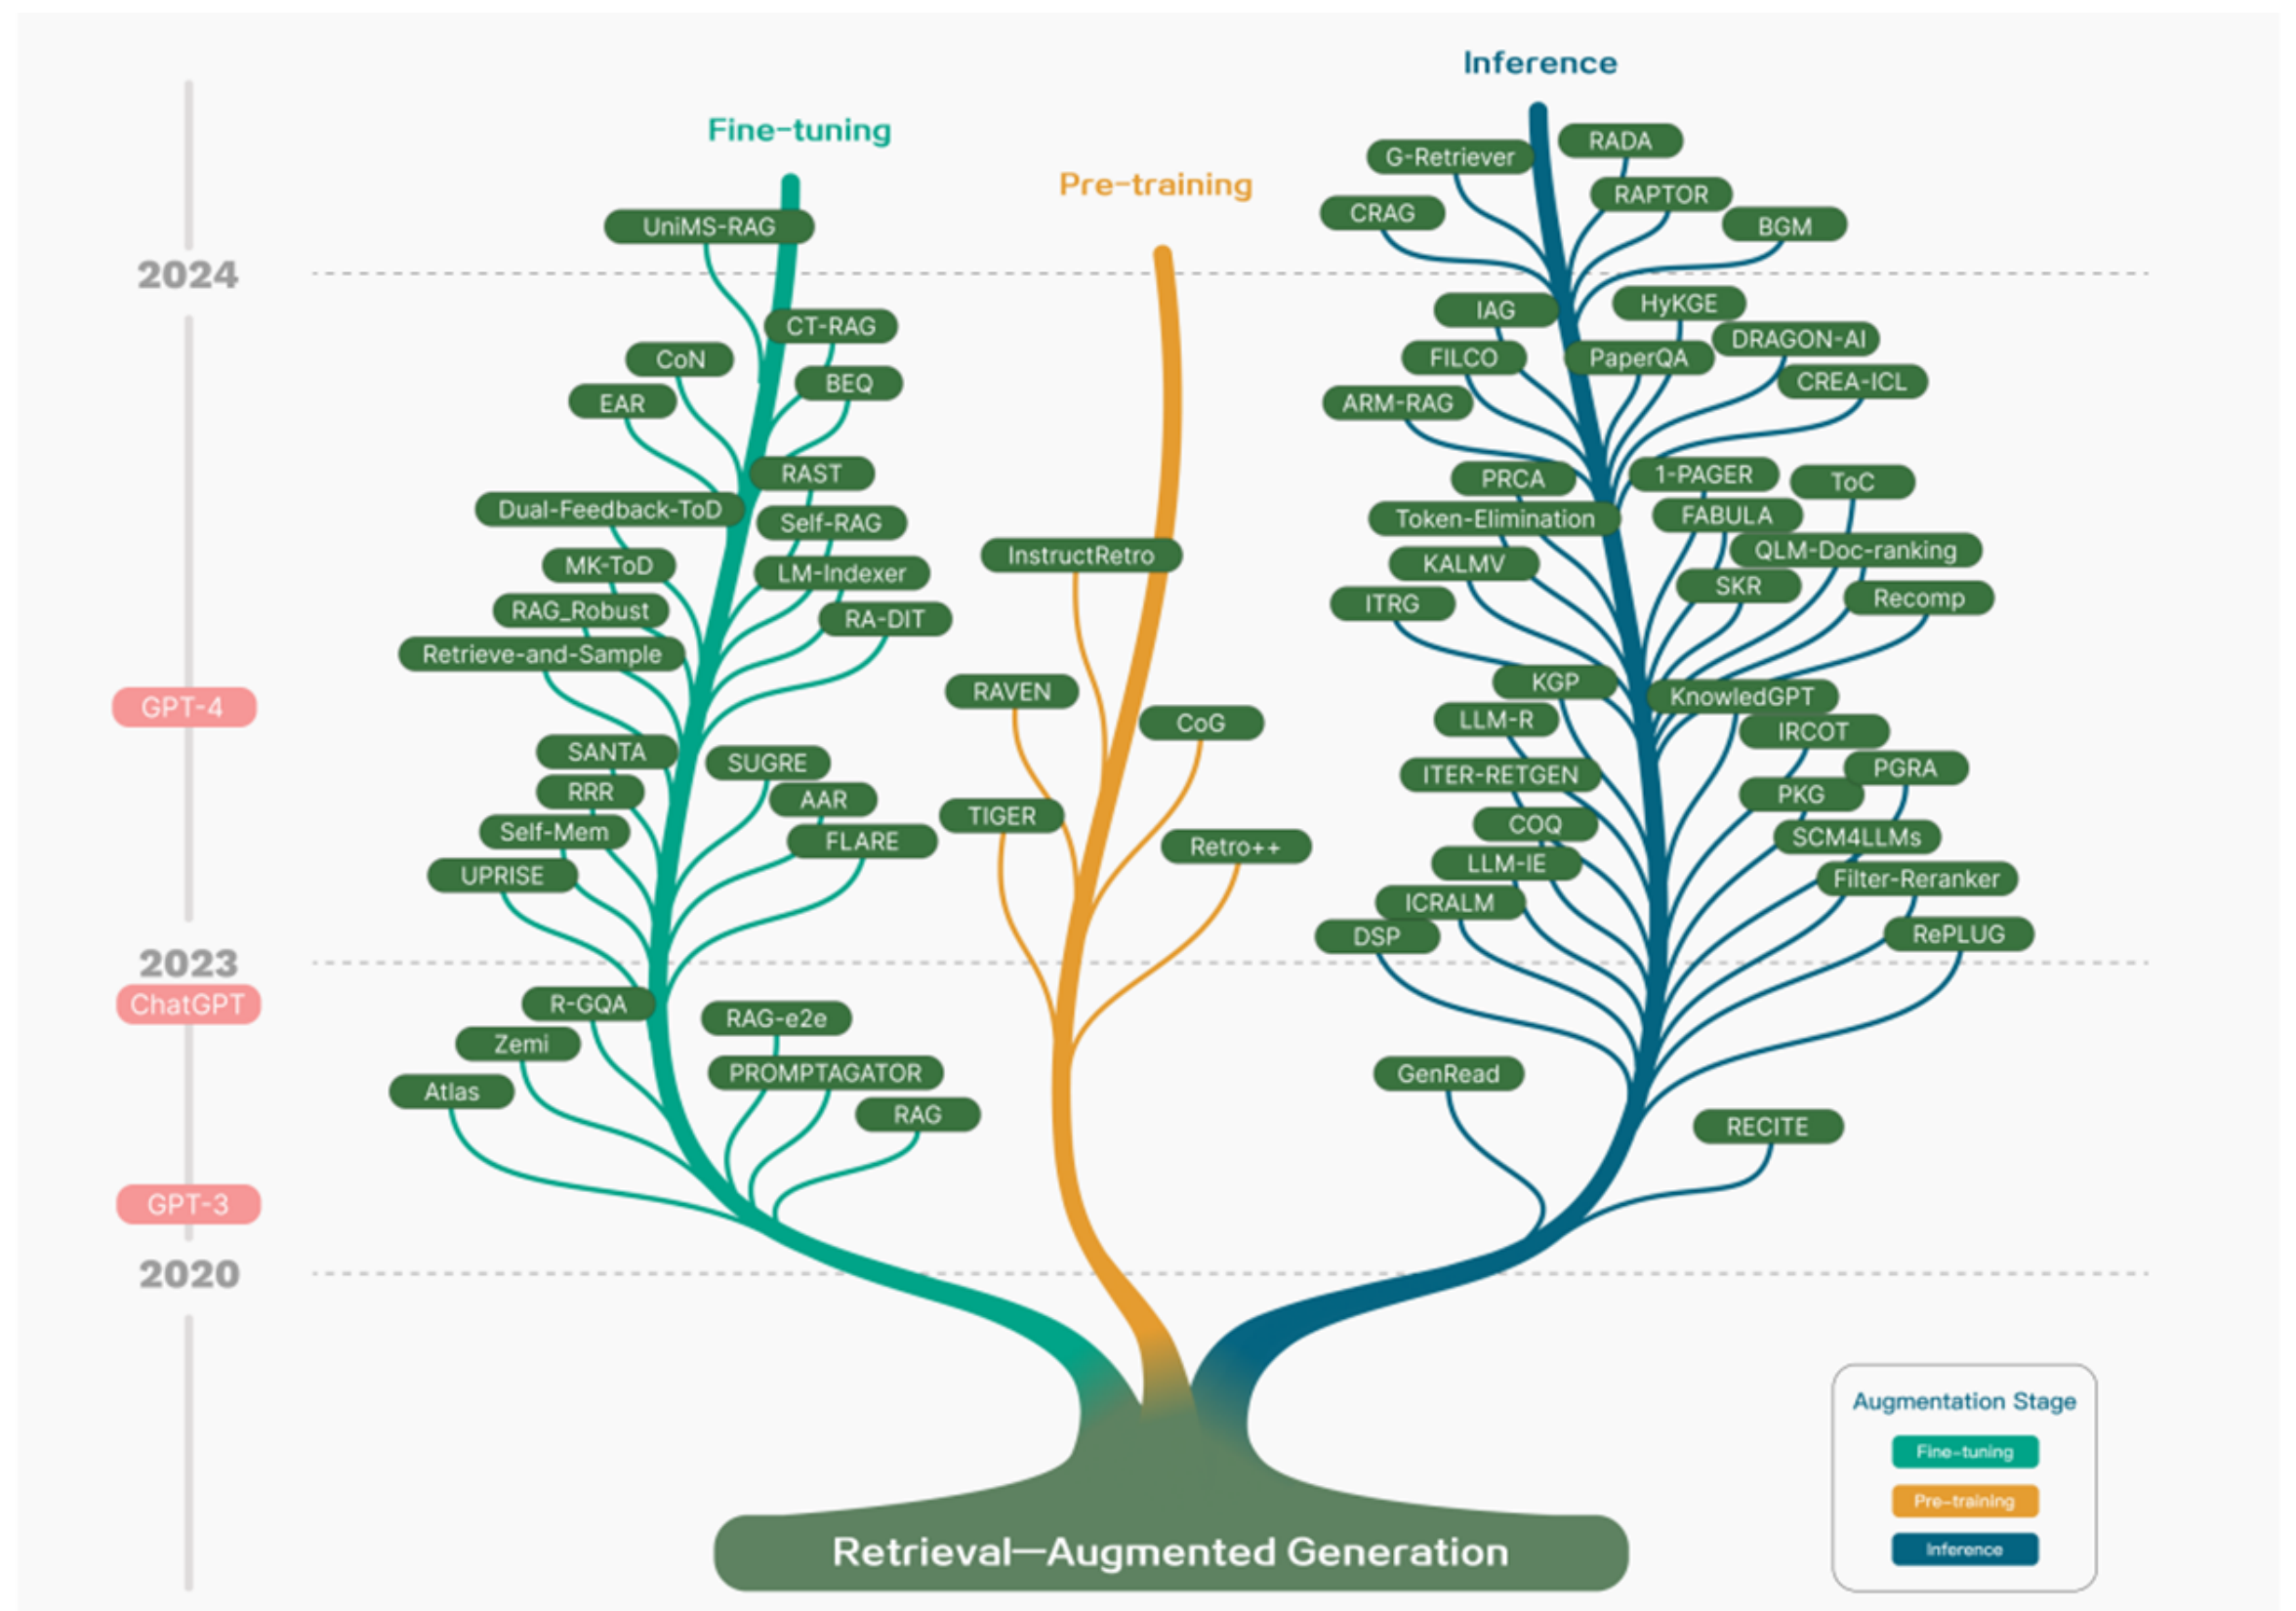 Inference
Fine-tuning
Pre-training
RADA
G-Retriever
RAPTOR
CRAG
BGM
UniMS-RAG
2024
HyKGE
IAG
CT-RAG
DRAGON-AI
CoN
FILCO
PaperQA
BEQ
CREA-ICL
EAR
ARM-RAG
RAST
PRCA
1-PAGER
ToC
Dual-Feedback-ToD
Self-RAG
Token-Elimination
FABULA
InstructRetro
QLM-Doc-ranking
MK-ToD
LM-Indexer
KALMV
SKR
RAG_Robust
RA-DIT
ITRG
Recomp
Retrieve-and-Sample
KGP
RAVEN
KnowledGPT
GPT-4
CoG
LLM-R
IRCOT
SANTA
SUGRE
ITER-RETGEN
PGRA
RRR
AAR
PKG
TIGER
COQ
Self-Mem
FLARE
Retro++
SCM4LLMs
UPRISE
LLM-IE
Filter-Reranker
ICRALM
DSP
RePLUG
2023
ChatGPT
R-GQA
RAG-e2e
Zemi
PROMPTAGATOR
GenRead
Atlas
RAG
RECITE
GPT-3
2020
Augmentation Stage
Fine-tuning
Pre-training
Inference
Retrieval—Augmented Generation